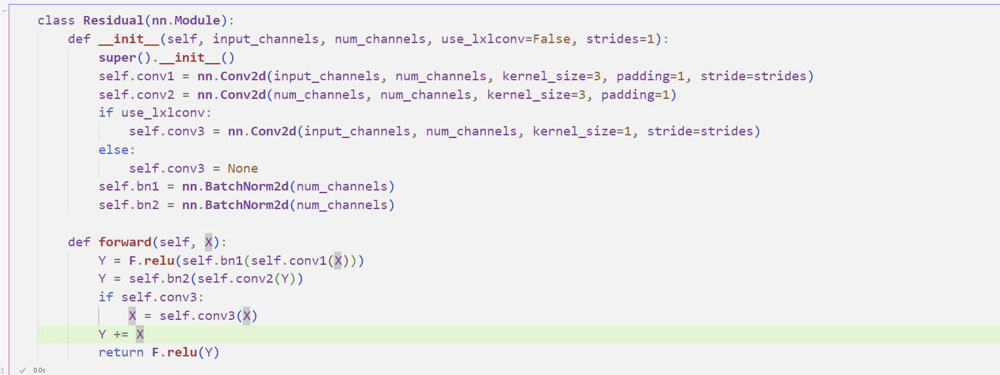 class Residual(nn.Module):
    def __init__(self, input_channels, num_channels, use_lxlconv=False, strides=1):
        super().__init__()
        self.conv1 = nn.Conv2d(input_channels, num_channels, kernel_size=3, padding=1, stride=strides)
        self.conv2 = nn.Conv2d(num_channels, num_channels, kernel_size=3, padding=1)
        if use_lxlconv:
            self.conv3 = nn.Conv2d(input_channels, num_channels, kernel_size=1, stride=strides)
        else:
            self.conv3 = None
        self.bn1 = nn.BatchNorm2d(num_channels)
        self.bn2 = nn.BatchNorm2d(num_channels)

    def forward(self, X):
        Y = F.relu(self.bn1(self.conv1(X)))
        Y = self.bn2(self.conv2(Y))
        if self.conv3:
            X = self.conv3(X)
        Y += X
        return F.relu(Y)
] ✓ 0.0s